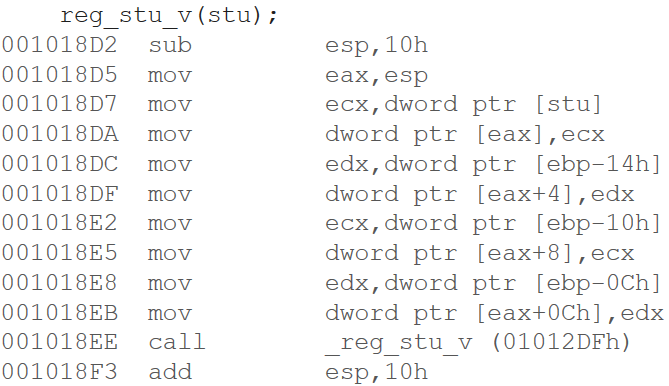 reg_stu_v(stu);
001018D2 sub esp,10h
001018D5 mov eax,esp
001018D7 mov ecx,dword ptr [stu]
001018DA mov dword ptr [eax],ecx
001018DC mov edx,dword ptr [ebp-14h]
001018DF mov dword ptr [eax+4],edx
001018E2 mov ecx,dword ptr [ebp-10h]
001018E5 mov dword ptr [eax+8],ecx
001018E8 mov edx,dword ptr [ebp-0Ch]
001018EB mov dword ptr [eax+0Ch],edx
001018EE call _reg_stu_v (01012DFh)
001018F3 add esp,10h